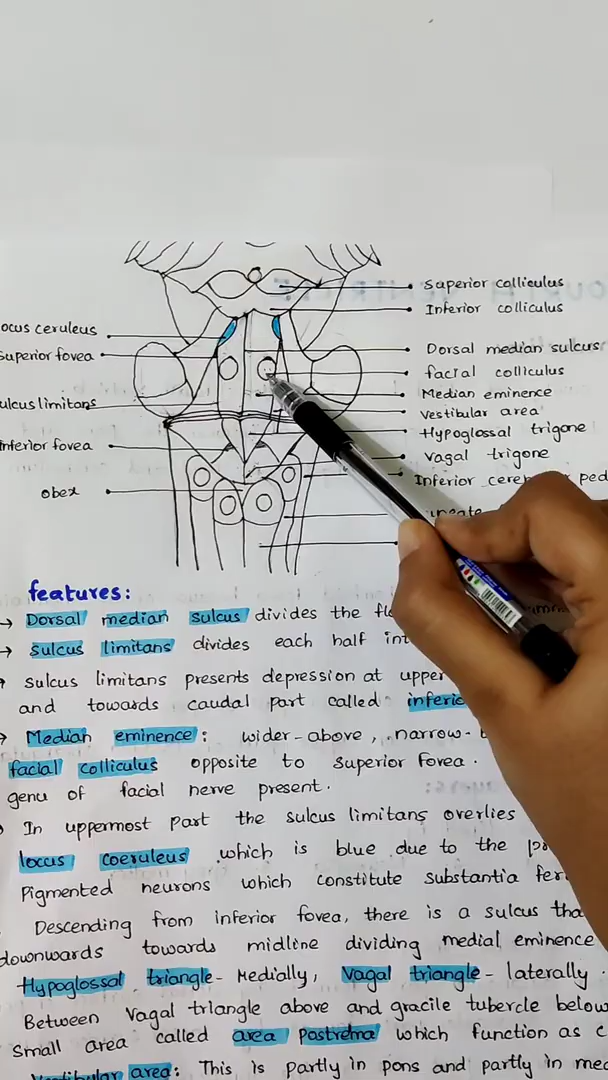 Superior colliculus
Inferior colliculus
ocus ceruleus
Superior fovea
Dorsal median sulcus
facial colliculus
ulcus limitans
Median eminence
vestibular area
Hypoglossal trigone
nferior fovea
vagal trigone
Inferior cerebr ped
obex
features:
→ Dorsal median sulcus divides the
→ sulcus limitans divides each half
→ sulcus limitans presents depression at upper
and towards caudal part called inferio
→ Median eminence: wider-above, narrow-
facial colliculus opposite to superior fovea.
genu of facial nerve present.
In uppermost part the sulcus limitans overlies
locus coeruleus which is blue due to the
Pigmented neurons which constitute substantia
Descending from inferior fovea, there is a sulcus
downwards towards midline dividing medial eminence
Hypoglossal triangle- Medially, vagal triangle- laterally.
Between Vagal triangle above and gracile tubercle below
Small area called area postrema which function as
Vestibular area: This is partly in pons and partly in